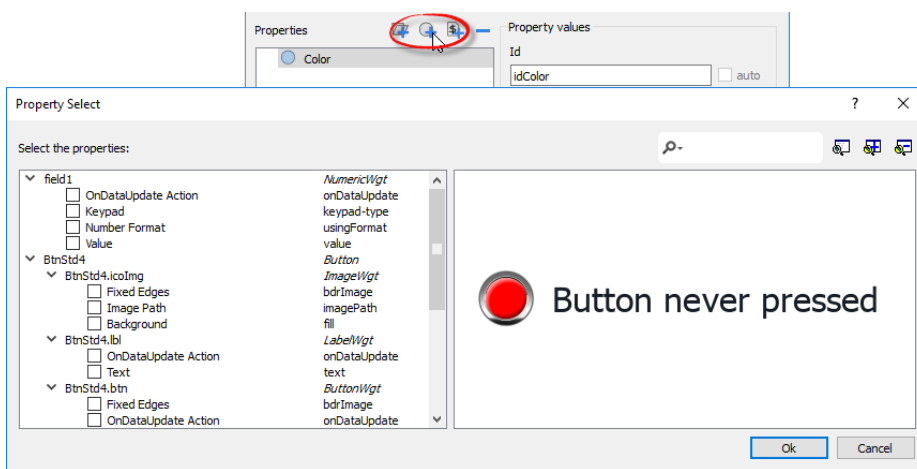 Properties
Property values
Color
Id
idColor
auto
Property Select
?
Select the properties:
field1 NumericWgt
OnDataUpdate Action onDataUpdate
Keypad keypad-type
Number Format usingFormat
Value value
BtnStd4 Button
BtnStd4.icoImg ImageWgt
Fixed Edges bdrImage
Image Path imagePath
Background fill
BtnStd4.lbl LabelWgt
OnDataUpdate Action onDataUpdate
Text text
BtnStd4.btn ButtonWgt
Fixed Edges bdrImage
OnDataUpdate Action onDataUpdate
Button never pressed
Ok Cancel